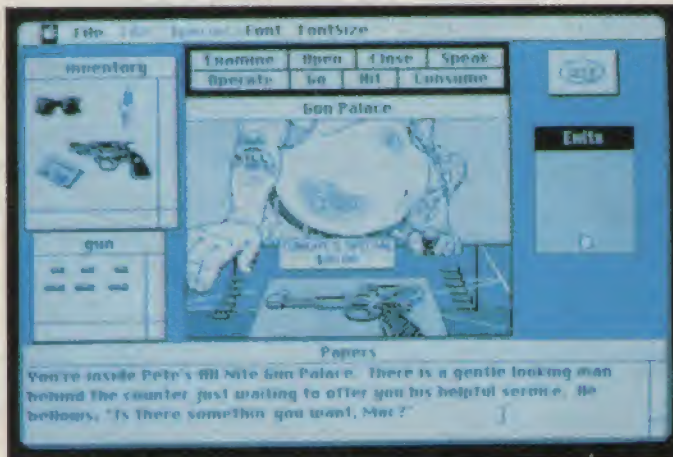 File Font FontSize
Examine Open Close Speak
Operate Go Hit Consume
inventory
Gun Palace
KILL
Exits
gun
SPECIAL
Papers
You're inside Pete's All Nite Gun Palace. There is a gentle looking man
behind the counter just waiting to offer you his helpful service. He
bellows, "Is there somethin you want, Mac?"